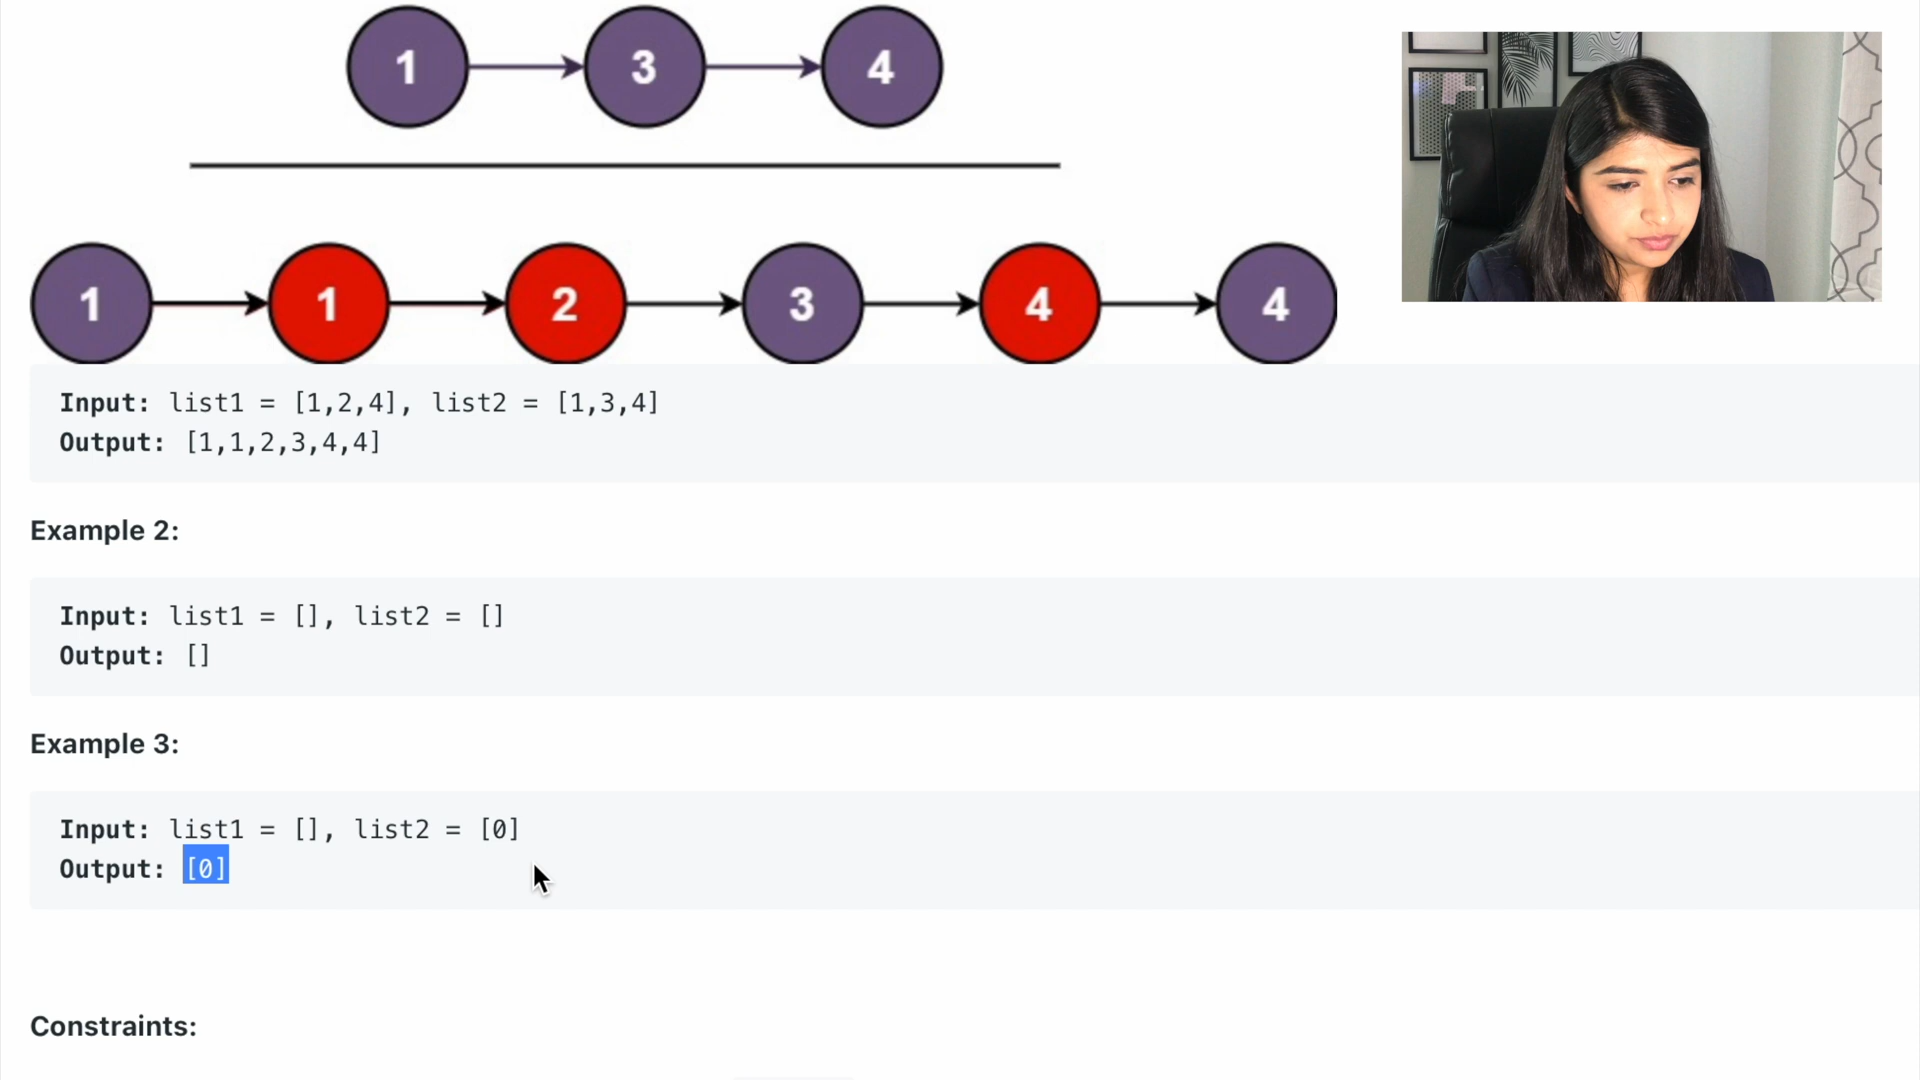 1 3 4
1 1 2 3 4 4
Input: list1 = [1,2,4], list2 = [1,3,4]
Output: [1,1,2,3,4,4]
Example 2:
Input: list1 = [], list2 = []
Output: []
Example 3:
Input: list1 = [], list2 = [0]
Output: [0]
Constraints: